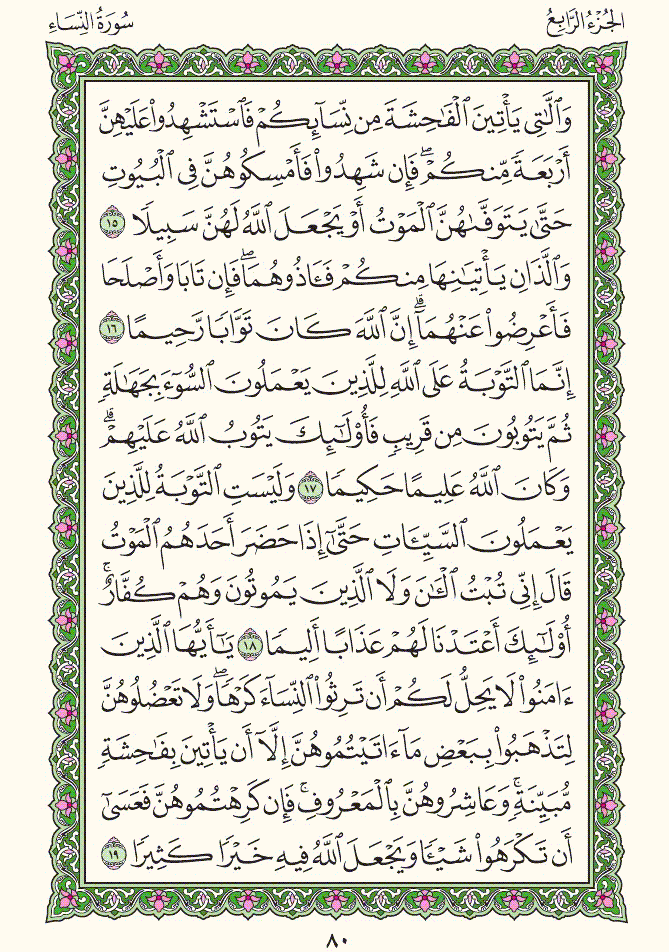 الجُزْءُ الرَّابِعُ
سُورَةُ النِّسَاءِ
وَٱلَّٰتِي يَأْتِينَ ٱلْفَٰحِشَةَ مِن نِّسَآئِكُمْ فَٱسْتَشْهِدُوا۟ عَلَيْهِنَّ
أَرْبَعَةً مِّنكُمْ ۖ فَإِن شَهِدُوا۟ فَأَمْسِكُوهُنَّ فِي ٱلْبُيُوتِ
حَتَّىٰ يَتَوَفَّىٰهُنَّ ٱلْمَوْتُ أَوْ يَجْعَلَ ٱللَّهُ لَهُنَّ سَبِيلًا ١٥
وَٱلَّذَانِ يَأْتِيَٰنِهَا مِنكُمْ فَـَٔاذُوهُمَا ۖ فَإِن تَابَا وَأَصْلَحَا
فَأَعْرِضُوا۟ عَنْهُمَآ ۗ إِنَّ ٱللَّهَ كَانَ تَوَّابًا رَّحِيمًا ١٦
إِنَّمَا ٱلتَّوْبَةُ عَلَى ٱللَّهِ لِلَّذِينَ يَعْمَلُونَ ٱلسُّوٓءَ بِجَهَٰلَةٍ
ثُمَّ يَتُوبُونَ مِن قَرِيبٍ فَأُو۟لَٰٓئِكَ يَتُوبُ ٱللَّهُ عَلَيْهِمْ ۗ
وَكَانَ ٱللَّهُ عَلِيمًا حَكِيمًا ١٧ وَلَيْسَتِ ٱلتَّوْبَةُ لِلَّذِينَ
يَعْمَلُونَ ٱلسَّيِّـَٔاتِ حَتَّىٰٓ إِذَا حَضَرَ أَحَدَهُمُ ٱلْمَوْتُ
قَالَ إِنِّي تُبْتُ ٱلْـَٰٔنَ وَلَا ٱلَّذِينَ يَمُوتُونَ وَهُمْ كُفَّارٌ ۚ
أُو۟لَٰٓئِكَ أَعْتَدْنَا لَهُمْ عَذَابًا أَلِيمًا ١٨ يَٰٓأَيُّهَا ٱلَّذِينَ
ءَامَنُوا۟ لَا يَحِلُّ لَكُمْ أَن تَرِثُوا۟ ٱلنِّسَآءَ كَرْهًا ۖ وَلَا تَعْضُلُوهُنَّ
لِتَذْهَبُوا۟ بِبَعْضِ مَآ ءَاتَيْتُمُوهُنَّ إِلَّآ أَن يَأْتِينَ بِفَٰحِشَةٍ
مُّبَيِّنَةٍ ۚ وَعَاشِرُوهُنَّ بِٱلْمَعْرُوفِ ۚ فَإِن كَرِهْتُمُوهُنَّ فَعَسَىٰٓ
أَن تَكْرَهُوا۟ شَيْـًٔا وَيَجْعَلَ ٱللَّهُ فِيهِ خَيْرًا كَثِيرًا ١٩
٨٠